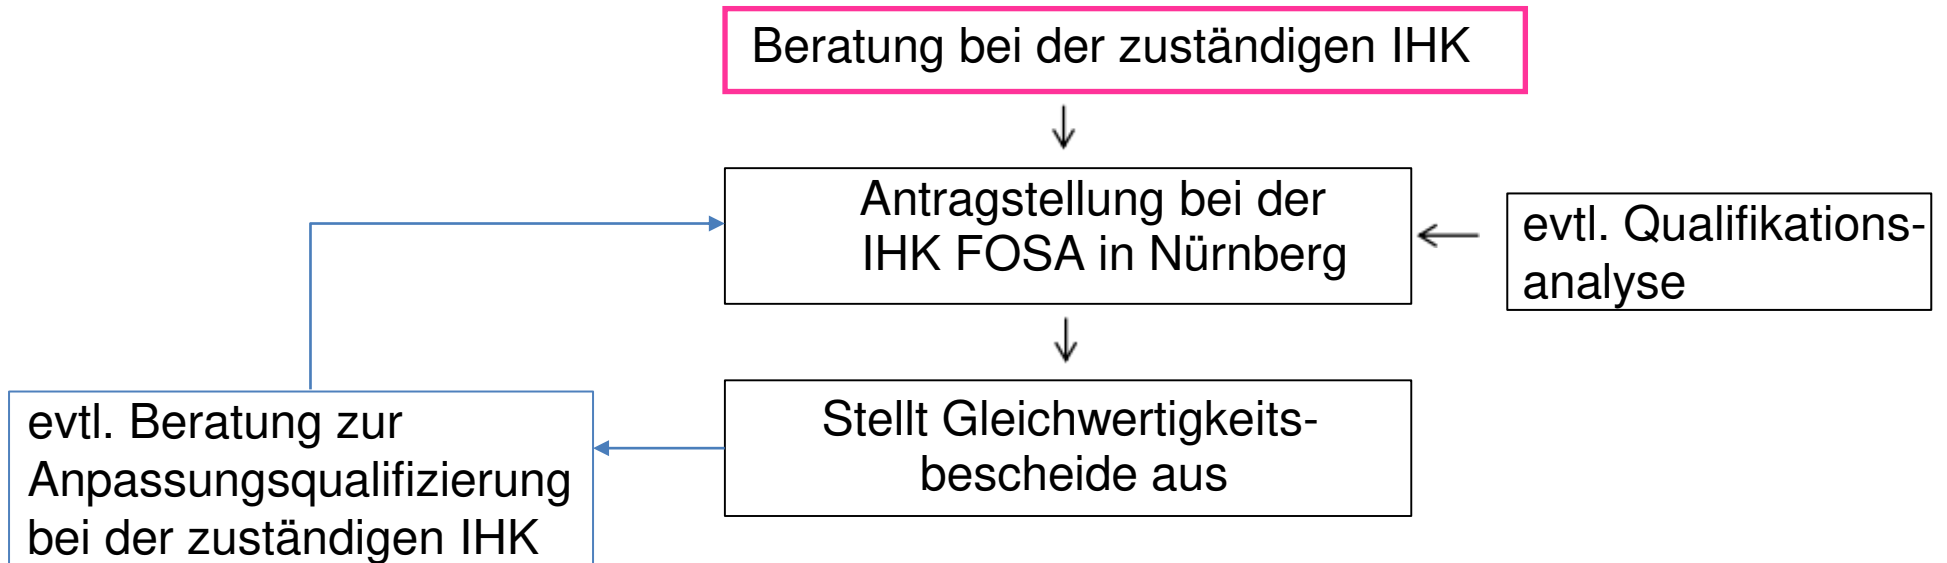 Beratung bei der zuständigen IHK
Antragstellung bei der
IHK FOSA in Nürnberg
evtl. Qualifikations-
analyse
Stellt Gleichwertigkeits-
bescheide aus
evtl. Beratung zur
Anpassungsqualifizierung
bei der zuständigen IHK